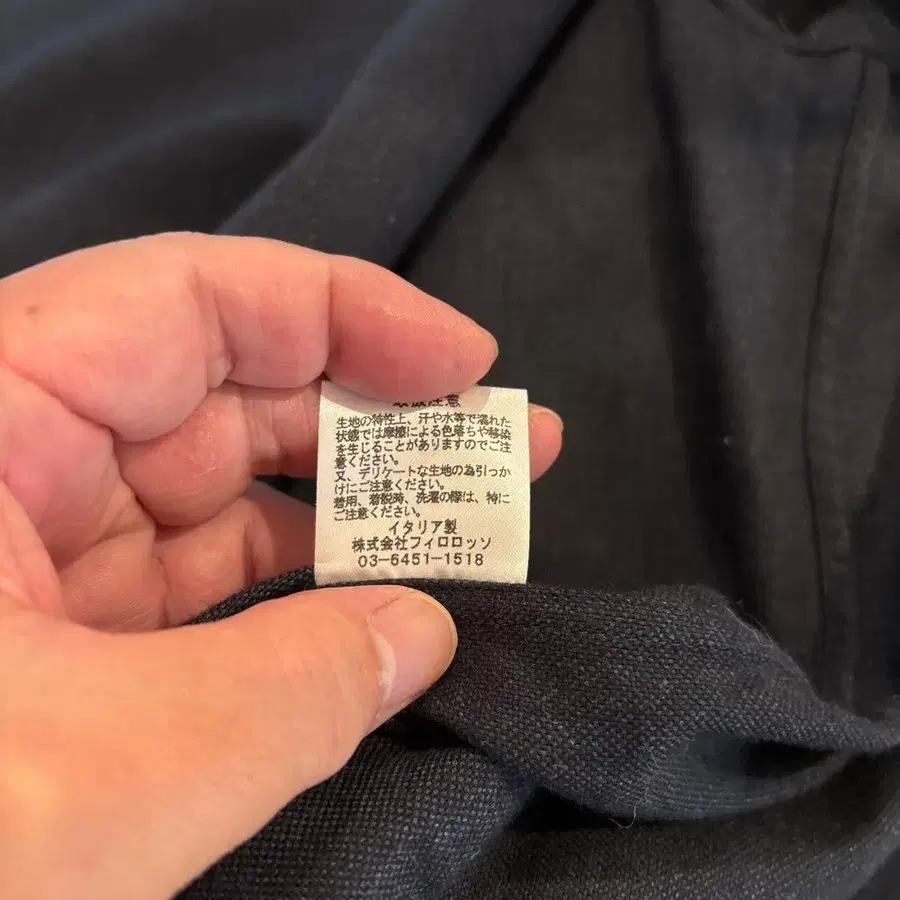 取扱注意
生地の特性上、汗や水等で濡れた
状態では摩擦による色落ちや移染
を生じることがありますのでご注
意ください。
又、デリケートな生地の為引っか
けにご注意ください。
着用、着脱時、洗濯の際は、特に
ご注意ください。
イタリア製
株式会社フィロロッソ
03-6451-1518